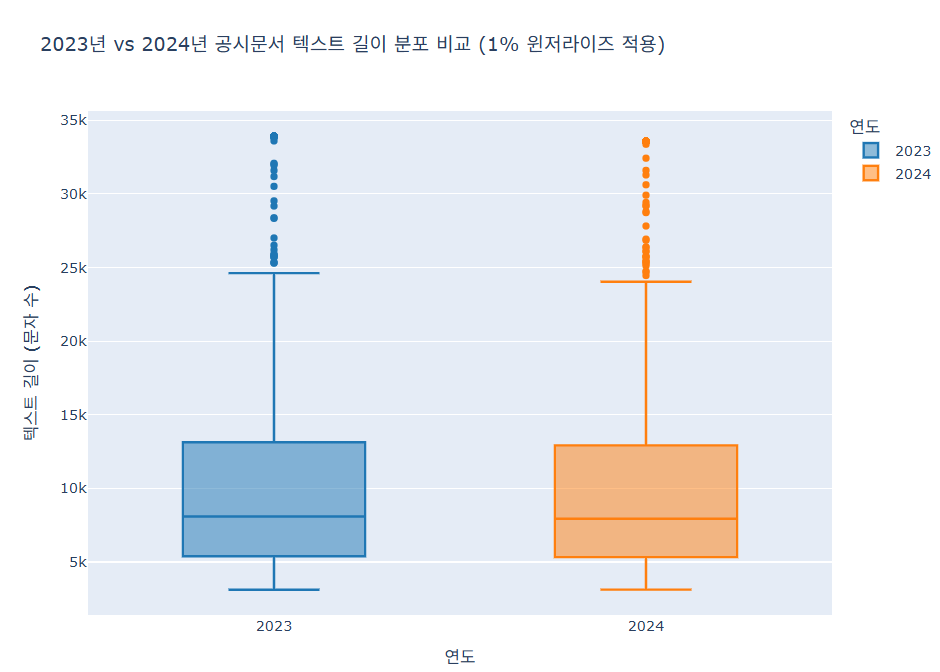 2023년 vs 2024년 공시문서 텍스트 길이 분포 비교 (1% 윈저라이즈 적용)
연도
2023
2024
35k
30k
25k
20k
15k
10k
5k
텍스트 길이 (문자 수)
2023
2024
연도